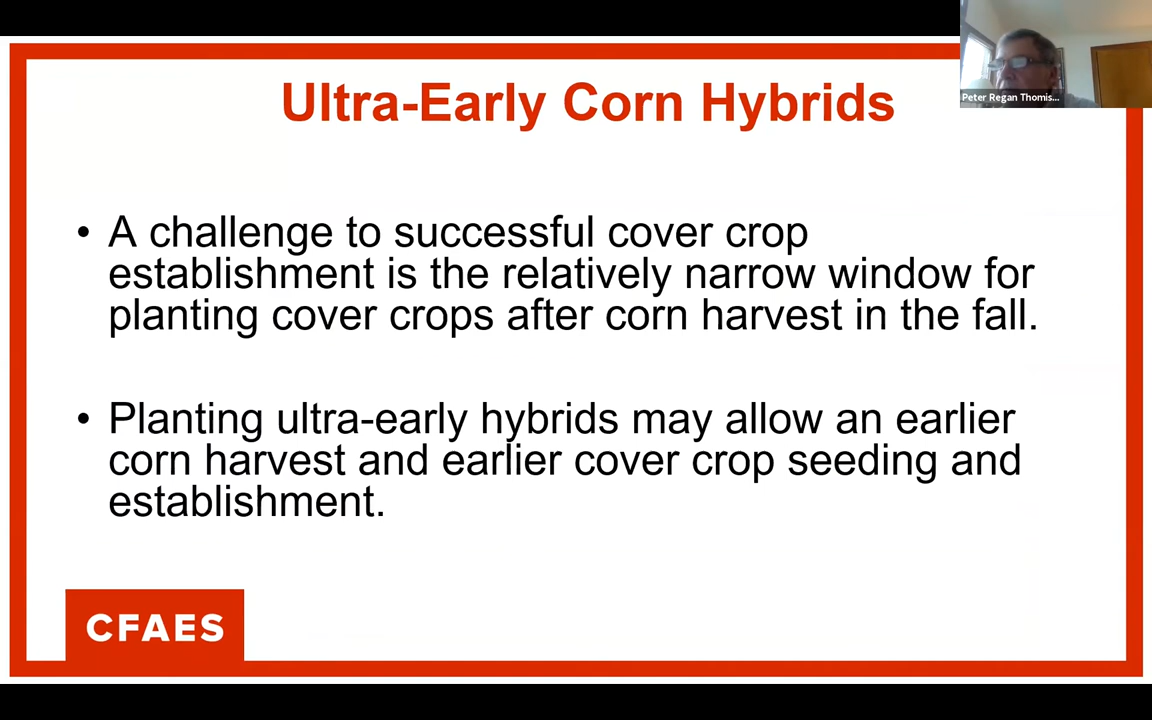 Ultra-Early Corn Hybrids
Peter Regan Thomis...
• A challenge to successful cover crop
establishment is the relatively narrow window for
planting cover crops after corn harvest in the fall.
• Planting ultra-early hybrids may allow an earlier
corn harvest and earlier cover crop seeding and
establishment.
CFAES